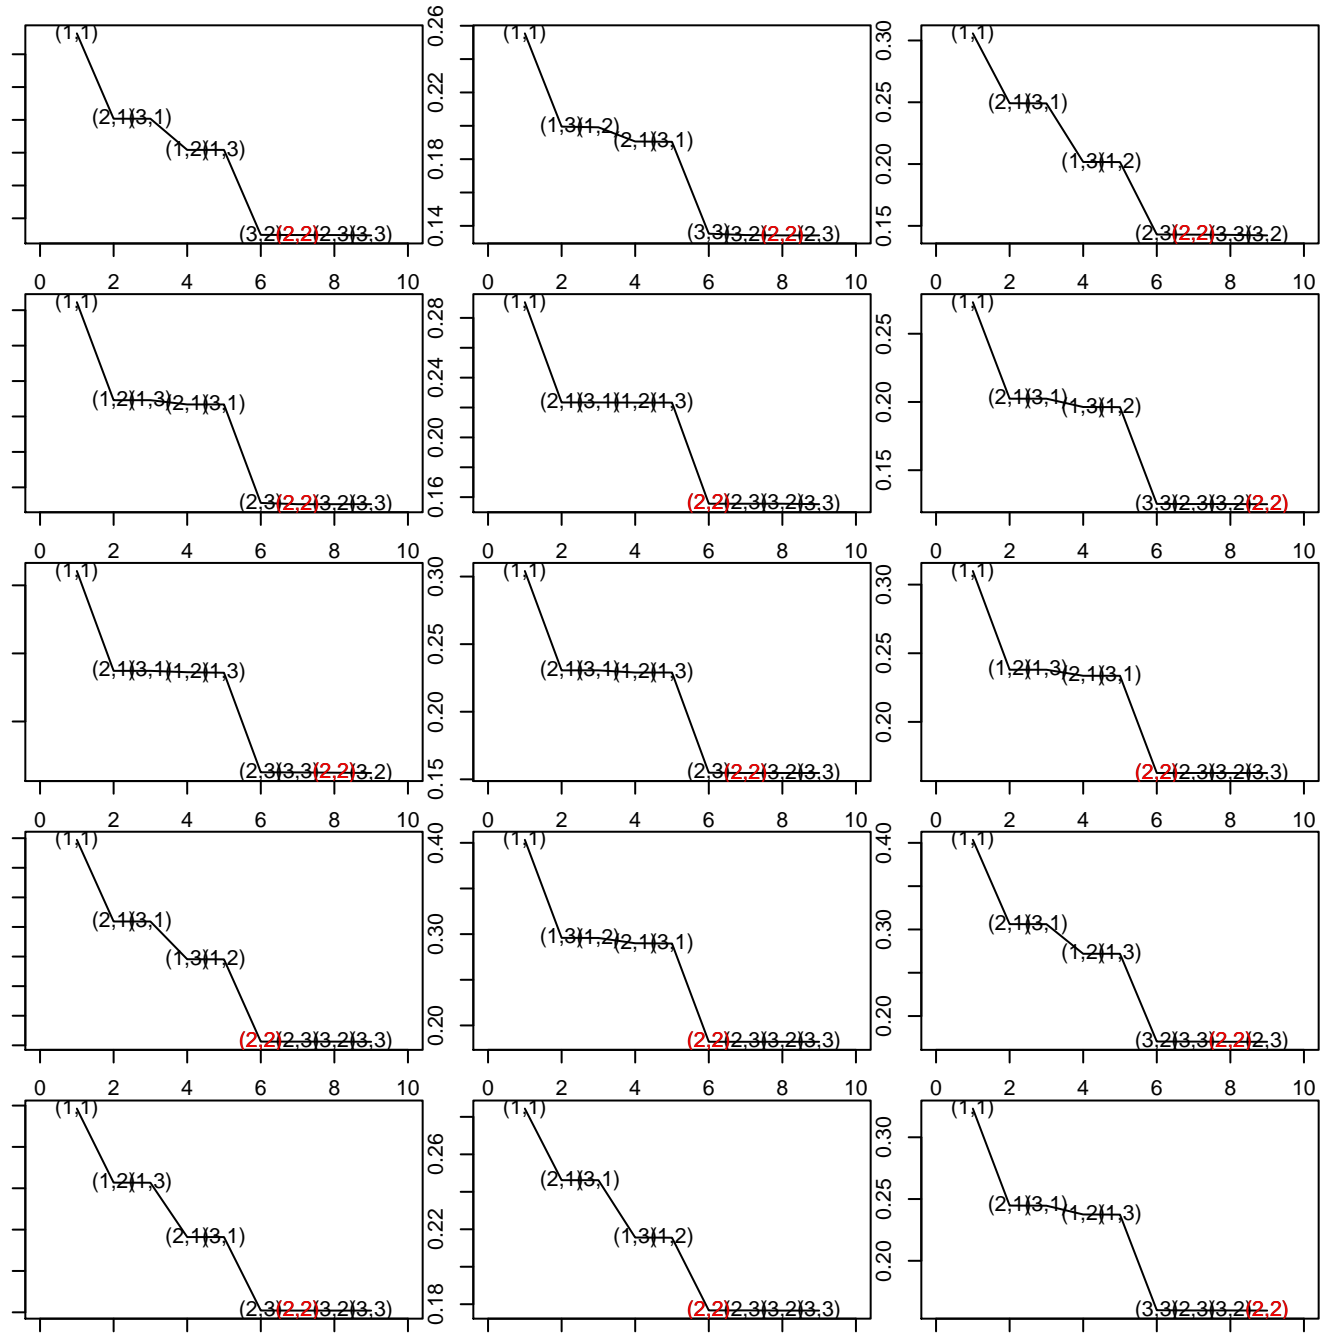 (1,1)
(2,1)(3,1)
(1,2)(1,3)
(3,2)(2,2)(2,3)(3,3)
0 2 4 6 8 10
0.14 0.18 0.22 0.26
(1,1)
(1,3)(1,2)
(2,1)(3,1)
(3,3)(3,2)(2,2)(2,3)
0 2 4 6 8 10
0.15 0.20 0.25 0.30
(1,1)
(2,1)(3,1)
(1,3)(1,2)
(2,3)(2,2)(3,3)(3,2)
0 2 4 6 8 10
(1,1)
(1,2)(1,3)(2,1)(3,1)
(2,3)(2,2)(3,2)(3,3)
0 2 4 6 8 10
0.16 0.20 0.24 0.28
(1,1)
(2,1)(3,1)(1,2)(1,3)
(2,2)(2,3)(3,2)(3,3)
0 2 4 6 8 10
0.15 0.20 0.25
(1,1)
(2,1)(3,1)(1,3)(1,2)
(3,3)(2,3)(3,2)(2,2)
0 2 4 6 8 10
(1,1)
(2,1)(3,1)(1,2)(1,3)
(2,3)(3,3)(2,2)(3,2)
0 2 4 6 8 10
0.15 0.20 0.25 0.30
(1,1)
(2,1)(3,1)(1,2)(1,3)
(2,3)(2,2)(3,2)(3,3)
0 2 4 6 8 10
0.20 0.25 0.30
(1,1)
(1,2)(1,3)(2,1)(3,1)
(2,2)(2,3)(3,2)(3,3)
0 2 4 6 8 10
(1,1)
(2,1)(3,1)
(1,3)(1,2)
(2,2)(2,3)(3,2)(3,3)
0 2 4 6 8 10
0.20 0.30 0.40
(1,1)
(1,3)(1,2)(2,1)(3,1)
(2,2)(2,3)(3,2)(3,3)
0 2 4 6 8 10
0.20 0.30 0.40
(1,1)
(2,1)(3,1)
(1,2)(1,3)
(3,2)(3,3)(2,2)(2,3)
0 2 4 6 8 10
(1,1)
(1,2)(1,3)
(2,1)(3,1)
(2,3)(2,2)(3,2)(3,3)
0.18 0.22 0.26
(1,1)
(2,1)(3,1)
(1,3)(1,2)
(2,2)(2,3)(3,2)(3,3)
0.20 0.25 0.30
(1,1)
(2,1)(3,1)(1,2)(1,3)
(3,3)(2,3)(3,2)(2,2)